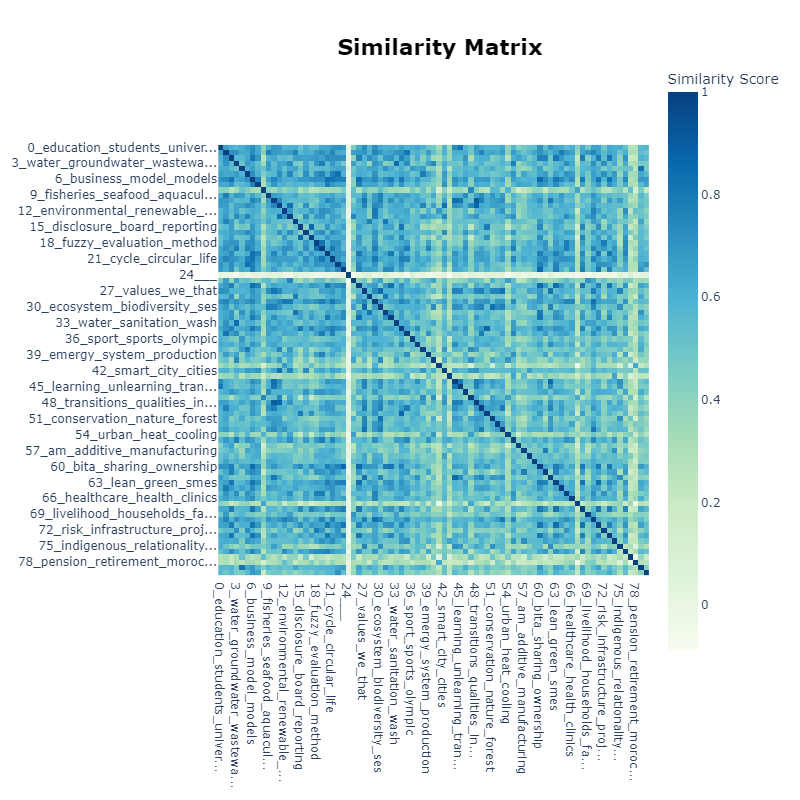 Similarity Matrix
Similarity Score
1
0.8
0.6
0.4
0.2
0
0_education_students_univer...
3_water_groundwater_wastewa...
6_business_model_models
9_fisheries_seafood_aquacul...
12_environmental_renewable_...
15_disclosure_board_reporting
18_fuzzy_evaluation_method
21_cycle_circular_life
24___
27_values_we_that
30_ecosystem_biodiversity_ses
33_water_sanitation_wash
36_sport_sports_olympic
39_emergy_system_production
42_smart_city_cities
45_learning_unlearning_tran...
48_transitions_qualities_in...
51_conservation_nature_forest
54_urban_heat_cooling
57_am_additive_manufacturing
60_bita_sharing_ownership
63_lean_green_smes
66_healthcare_health_clinics
69_livelihood_households_fa...
72_risk_infrastructure_proj...
75_indigenous_relationality...
78_pension_retirement_moroc...
0_education_students_univer...
3_water_groundwater_wastewa...
6_business_model_models
9_fisheries_seafood_aquacul...
12_environmental_renewable_...
15_disclosure_board_reporting
18_fuzzy_evaluation_method
21_cycle_circular_life
24___
27_values_we_that
30_ecosystem_biodiversity_ses
33_water_sanitation_wash
36_sport_sports_olympic
39_emergy_system_production
42_smart_city_cities
45_learning_unlearning_tran...
48_transitions_qualities_in...
51_conservation_nature_forest
54_urban_heat_cooling
57_am_additive_manufacturing
60_bita_sharing_ownership
63_lean_green_smes
66_healthcare_health_clinics
69_livelihood_households_fa...
72_risk_infrastructure_proj...
75_indigenous_relationality...
78_pension_retirement_moroc...